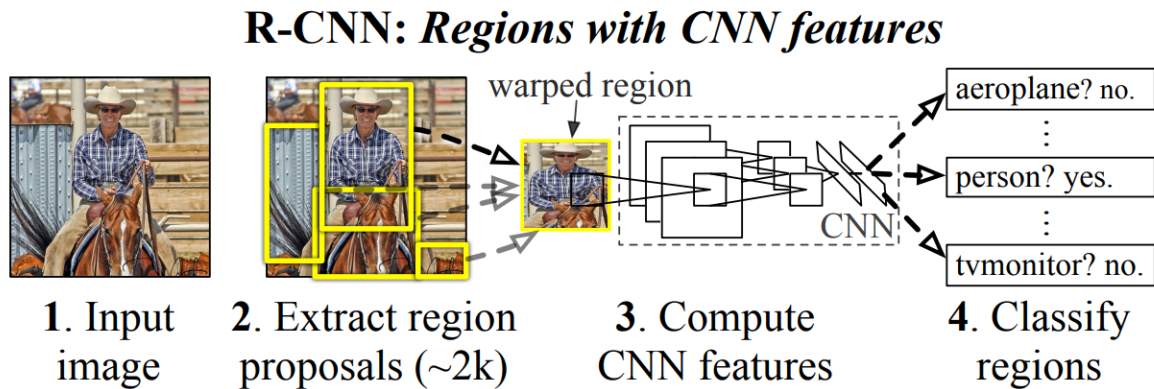 R-CNN: Regions with CNN features
warped region
aeroplane? no.
⋮
person? yes.
⋮
tvmonitor? no.
CNN
1. Input
image
2. Extract region
proposals (~2k)
3. Compute
CNN features
4. Classify
regions